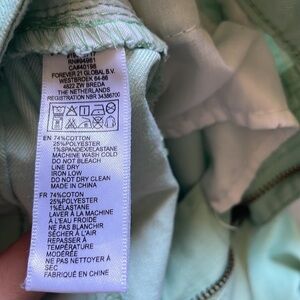 RN#94981
CA#40198
FOREVER 21 GLOBAL B.V.
WESTBROEK 64-66
4822 ZW BREDA
THE NETHERLANDS
REGISTRATION NBR 34386700
EN 74%COTTON
25%POLYESTER
1%SPANDEX/ELASTANE
MACHINE WASH COLD
DO NOT BLEACH
LINE DRY
IRON LOW
DO NOT DRY CLEAN
MADE IN CHINA
FR 74%COTON
25%POLYESTER
1%ÉLASTANE
LAVER À LA MACHINE
À L'EAU FROIDE
NE PAS BLANCHIR
SÉCHER À L'AIR
REPASSER À
TEMPÉRATURE
MODÉRÉE
NE PAS NETTOYER À
SEC
FABRIQUÉ EN CHINE